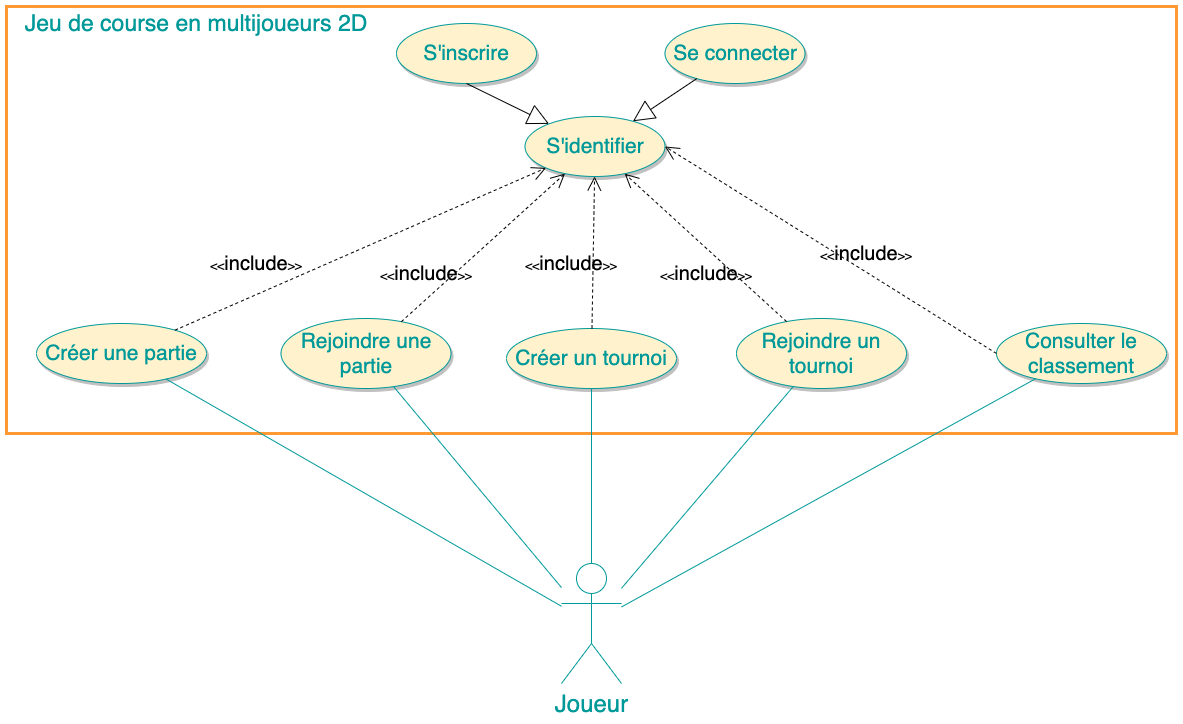 Jeu de course en multijoueurs 2D
S'inscrire
Se connecter
S'identifier
<<include>>
<<include>>
<<include>>
<<include>>
<<include>>
Créer une partie
Rejoindre une
partie
Créer un tournoi
Rejoindre un
tournoi
Consulter le
classement
Joueur